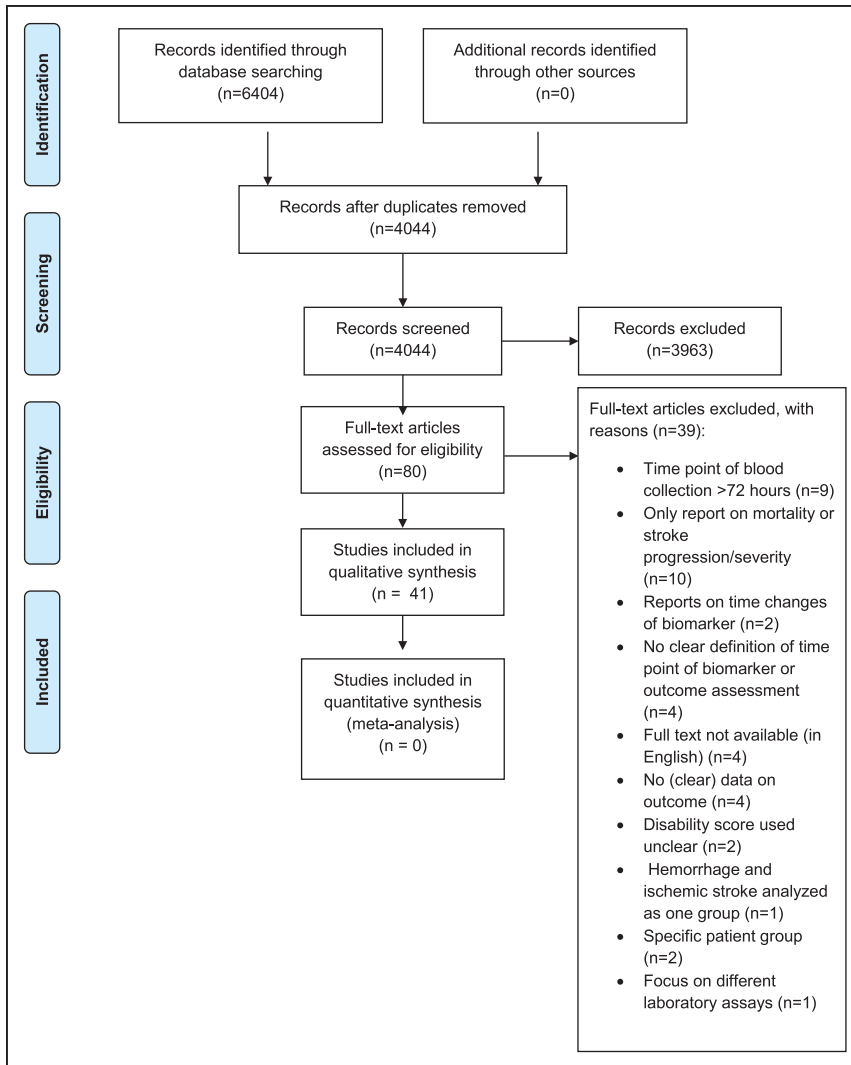 Identification
Records identified through
database searching
(n=6404)
Additional records identified
through other sources
(n=0)
Records after duplicates removed
(n=4044)
Screening
Records screened
(n=4044)
Records excluded
(n=3963)
Eligibility
Full-text articles
assessed for eligibility
(n=80)
Full-text articles excluded, with
reasons (n=39):
• Time point of blood
collection >72 hours (n=9)
• Only report on mortality or
stroke
progression/severity
(n=10)
• Reports on time changes
of biomarker (n=2)
• No clear definition of time
point of biomarker or
outcome assessment
(n=4)
• Full text not available (in
English) (n=4)
• No (clear) data on
outcome (n=4)
• Disability score used
unclear (n=2)
• Hemorrhage and
ischemic stroke analyzed
as one group (n=1)
• Specific patient group
(n=2)
• Focus on different
laboratory assays (n=1)
Studies included in
qualitative synthesis
(n = 41)
Included
Studies included in
quantitative synthesis
(meta-analysis)
(n = 0)